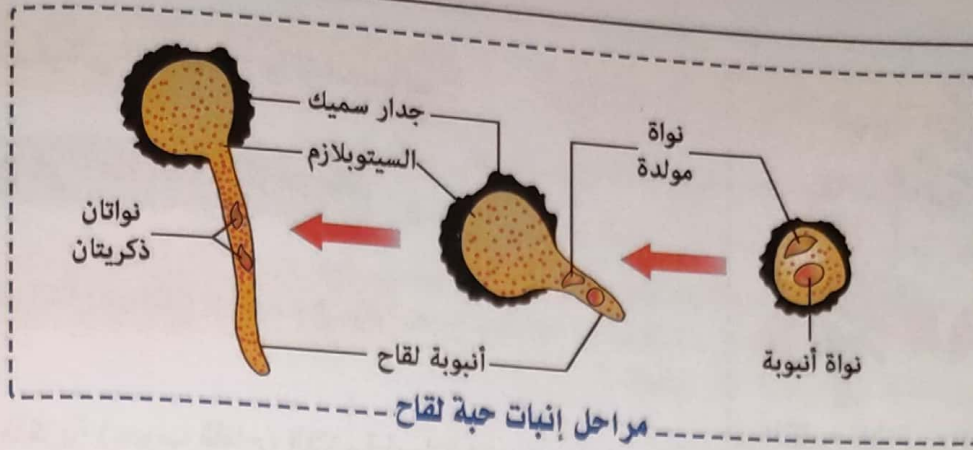 نواة
مولدة
نواة أنبوبة
جدار سميك
السيتوبلازم
أنبوبة لقاح
نواتان
ذكريتان
مراحل إنبات حبة لقاح